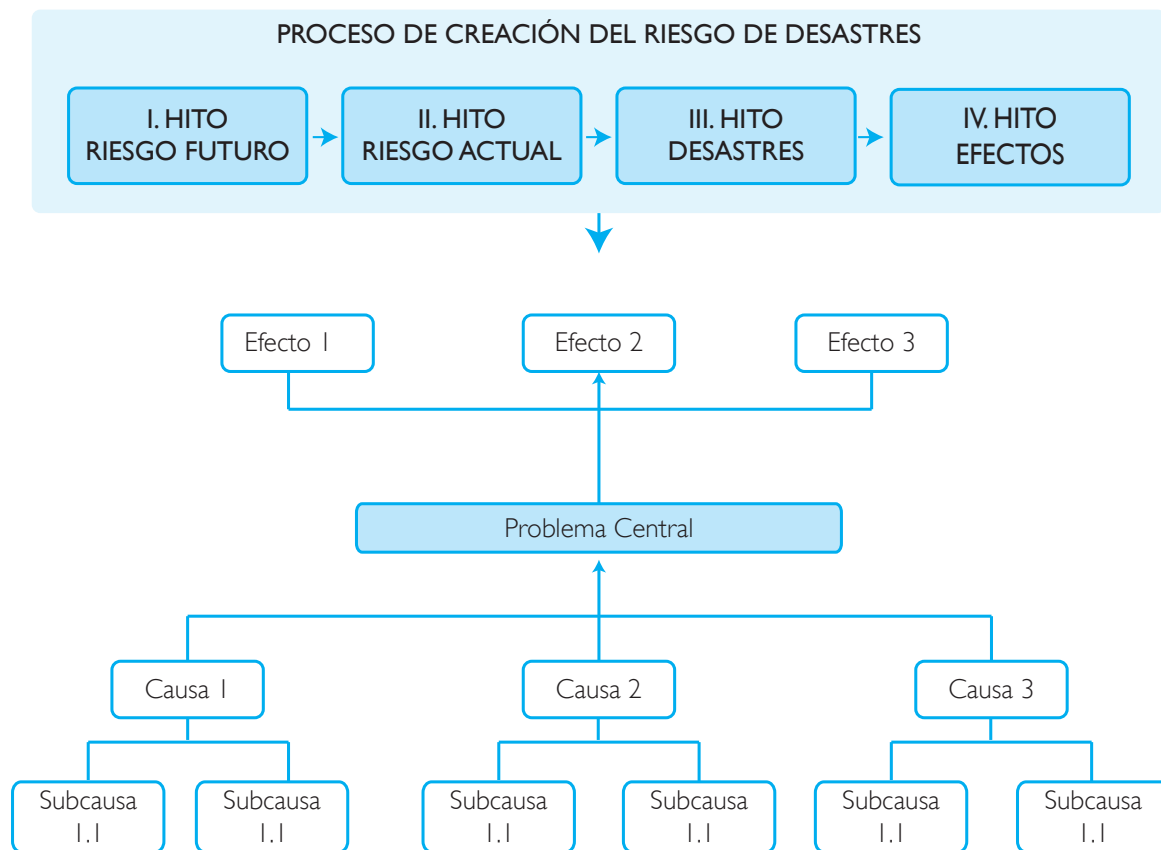 PROCESO DE CREACIÓN DEL RIESGO DE DESASTRES
I. HITO
RIESGO FUTURO
II. HITO
RIESGO ACTUAL
III. HITO
DESASTRES
IV. HITO
EFECTOS
Efecto 1
Efecto 2
Efecto 3
Problema Central
Causa 1
Causa 2
Causa 3
Subcausa
1.1
Subcausa
1.1
Subcausa
1.1
Subcausa
1.1
Subcausa
1.1
Subcausa
1.1